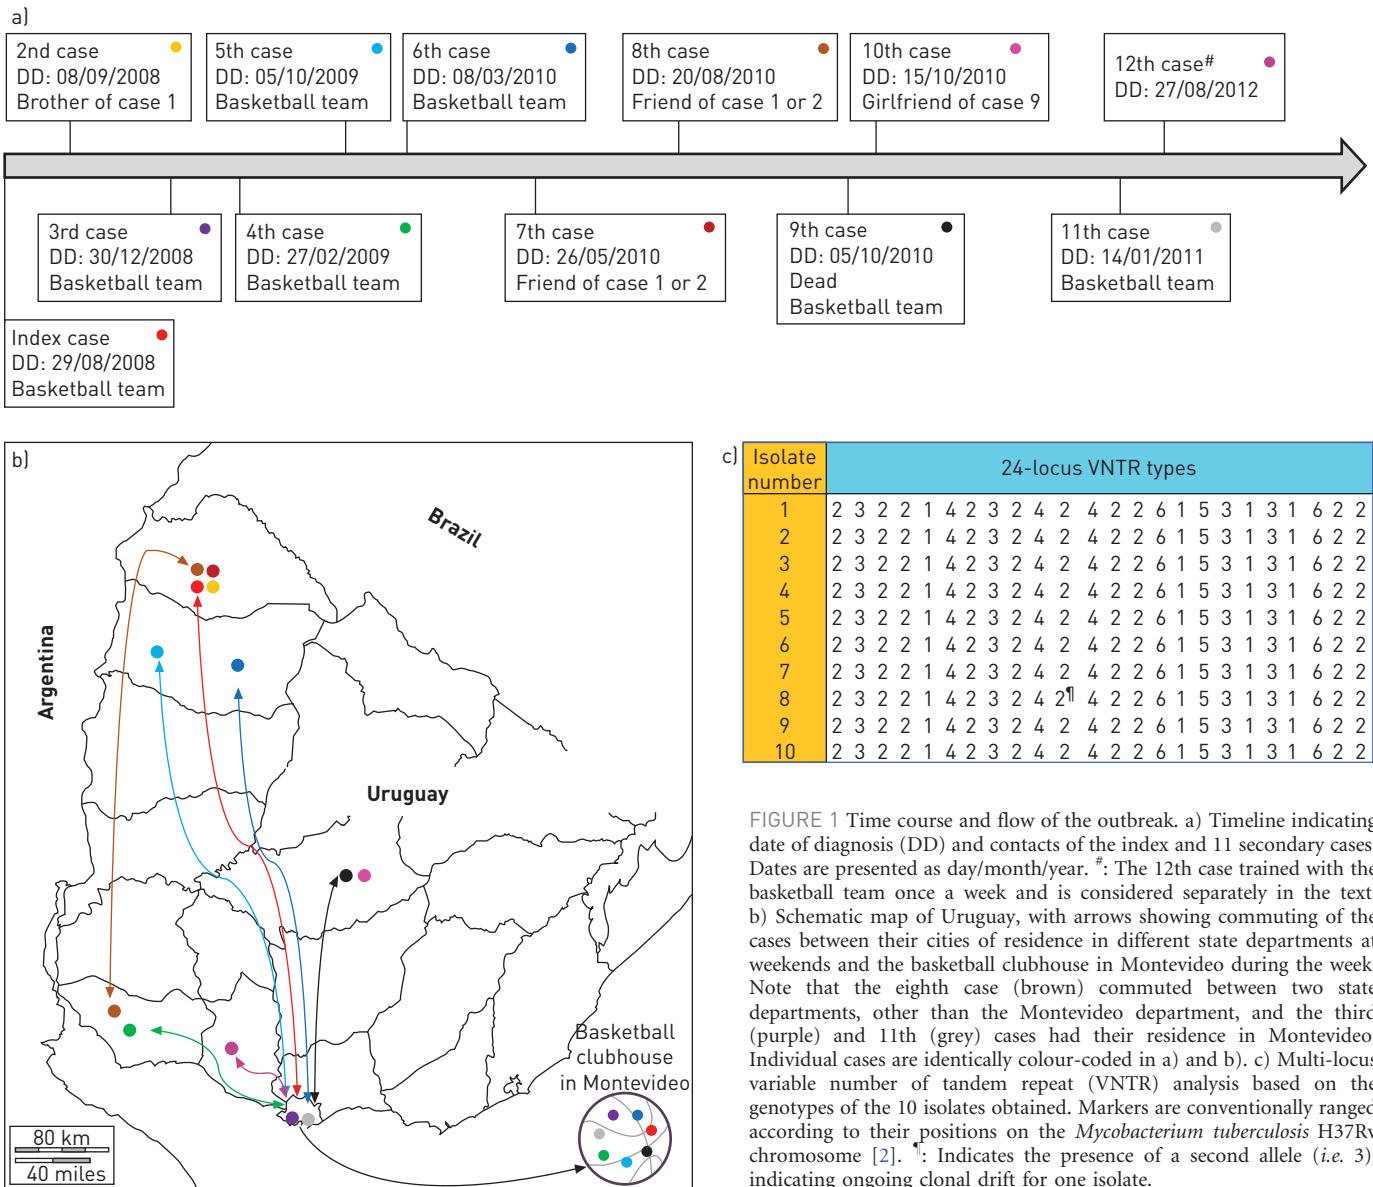 a)
2nd case
DD: 08/09/2008
Brother of case 1
5th case
DD: 05/10/2009
Basketball team
6th case
DD: 08/03/2010
Basketball team
8th case
DD: 20/08/2010
Friend of case 1 or 2
10th case
DD: 15/10/2010
Girlfriend of case 9
12th case#
DD: 27/08/2012
3rd case
DD: 30/12/2008
Basketball team
4th case
DD: 27/02/2009
Basketball team
7th case
DD: 26/05/2010
Friend of case 1 or 2
9th case
DD: 05/10/2010
Dead
Basketball team
11th case
DD: 14/01/2011
Basketball team
Index case
DD: 29/08/2008
Basketball team
b)
Brazil
Argentina
Uruguay
Basketball
clubhouse
in Montevideo
80 km
40 miles
c)
Isolate
number
24-locus VNTR types
1 2 3 2 2 1 4 2 3 2 4 2 4 2 2 6 1 5 3 1 3 1 6 2 2
2 2 3 2 2 1 4 2 3 2 4 2 4 2 2 6 1 5 3 1 3 1 6 2 2
3 2 3 2 2 1 4 2 3 2 4 2 4 2 2 6 1 5 3 1 3 1 6 2 2
4 2 3 2 2 1 4 2 3 2 4 2 4 2 2 6 1 5 3 1 3 1 6 2 2
5 2 3 2 2 1 4 2 3 2 4 2 4 2 2 6 1 5 3 1 3 1 6 2 2
6 2 3 2 2 1 4 2 3 2 4 2 4 2 2 6 1 5 3 1 3 1 6 2 2
7 2 3 2 2 1 4 2 3 2 4 2 4 2 2 6 1 5 3 1 3 1 6 2 2
8 2 3 2 2 1 4 2 3 2 4 2¶ 4 2 2 6 1 5 3 1 3 1 6 2 2
9 2 3 2 2 1 4 2 3 2 4 2 4 2 2 6 1 5 3 1 3 1 6 2 2
10 2 3 2 2 1 4 2 3 2 4 2 4 2 2 6 1 5 3 1 3 1 6 2 2
FIGURE 1 Time course and flow of the outbreak. a) Timeline indicating
date of diagnosis (DD) and contacts of the index and 11 secondary cases
Dates are presented as day/month/year. #: The 12th case trained with the
basketball team once a week and is considered separately in the text
b) Schematic map of Uruguay, with arrows showing commuting of the
cases between their cities of residence in different state departments at
weekends and the basketball clubhouse in Montevideo during the week
Note that the eighth case (brown) commuted between two state
departments, other than the Montevideo department, and the third
(purple) and 11th (grey) cases had their residence in Montevideo
Individual cases are identically colour-coded in a) and b). c) Multi-locus
variable number of tandem repeat (VNTR) analysis based on the
genotypes of the 10 isolates obtained. Markers are conventionally ranged
according to their positions on the Mycobacterium tuberculosis H37Rv
chromosome [2]. ¶: Indicates the presence of a second allele (i.e. 3)
indicating ongoing clonal drift for one isolate.